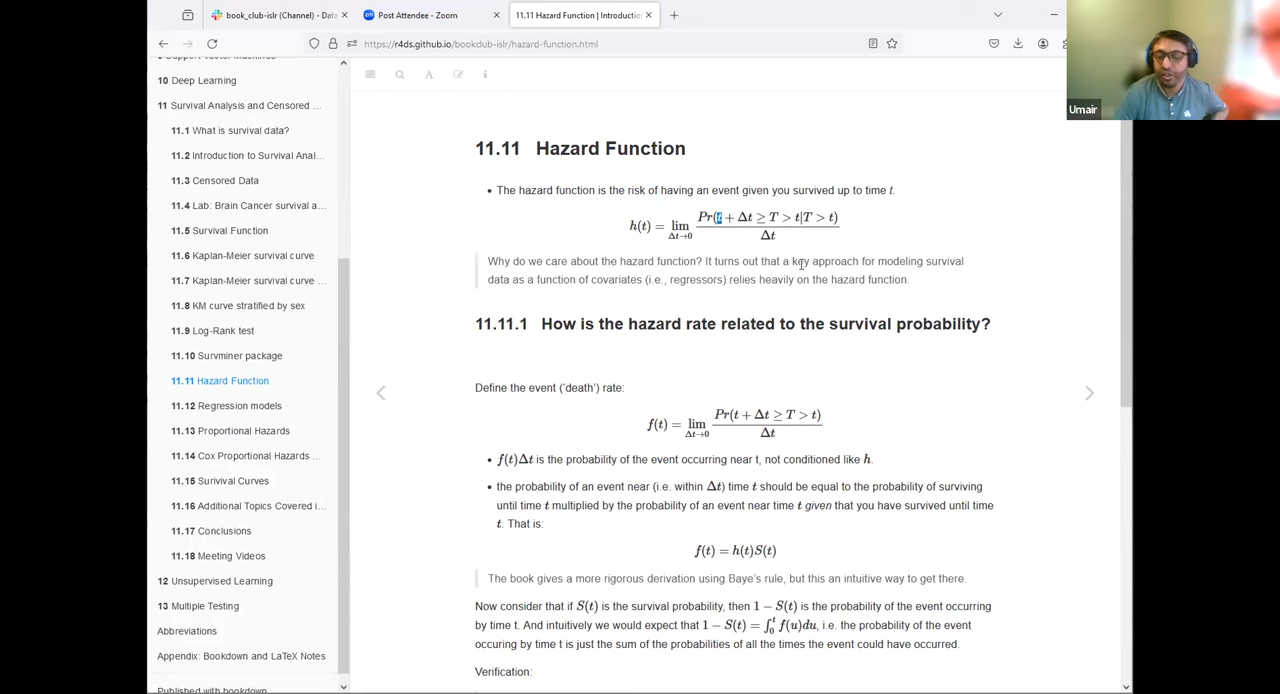 book_club-islr (Channel) - Dat
Post Attendee - Zoom
11.11 Hazard Function | Introductio
https://r4ds.github.io/bookclub-islr/hazard-function.html
Umair
9 Support Vector Machines
10 Deep Learning
11 Survival Analysis and Censored …
11.1 What is survival data?
11.2 Introduction to Survival Anal…
11.3 Censored Data
11.4 Lab: Brain Cancer survival a…
11.5 Survival Function
11.6 Kaplan-Meier survival curve
11.7 Kaplan-Meier survival curve …
11.8 KM curve stratified by sex
11.9 Log-Rank test
11.10 Survminer package
11.11 Hazard Function
11.12 Regression models
11.13 Proportional Hazards
11.14 Cox Proportional Hazards …
11.15 Surivival Curves
11.16 Additional Topics Covered i…
11.17 Conclusions
11.18 Meeting Videos
12 Unsupervised Learning
13 Multiple Testing
Abbreviations
Appendix: Bookdown and LaTeX Notes
Published with bookdown
11.11 Hazard Function
• The hazard function is the risk of having an event given you survived up to time t.
h(t) = lim Δt→0 Pr(t + Δt ≥ T > t|T > t) / Δt
Why do we care about the hazard function? It turns out that a key approach for modeling survival
data as a function of covariates (i.e., regressors) relies heavily on the hazard function.
11.11.1 How is the hazard rate related to the survival probability?
Define the event (‘death’) rate:
f(t) = lim Δt→0 Pr(t + Δt ≥ T > t) / Δt
• f(t)Δt is the probability of the event occurring near t, not conditioned like h.
• the probability of an event near (i.e. within Δt) time t should be equal to the probability of surviving
until time t multiplied by the probability of an event near time t given that you have survived until time
t. That is:
f(t) = h(t)S(t)
The book gives a more rigorous derivation using Baye’s rule, but this an intuitive way to get there.
Now consider that if S(t) is the survival probability, then 1 − S(t) is the probability of the event occurring
by time t. And intuitively we would expect that 1 − S(t) = ∫₀ᵗ f(u)du, i.e. the probability of the event
occuring by time t is just the sum of the probabilities of all the times the event could have occurred.
Verification: